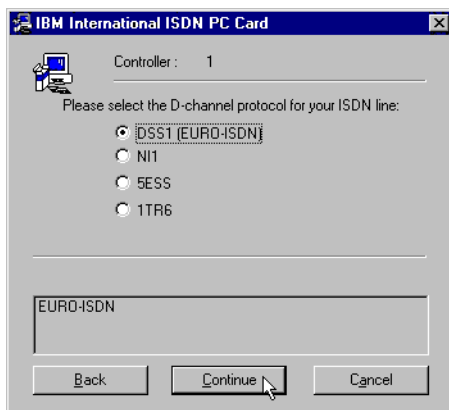 IBM International ISDN PC Card
Controller : 1
Please select the D-channel protocol for your ISDN line:
DSS1 (EURO-ISDN)
NI1
5ESS
1TR6
EURO-ISDN
Back Continue Cancel